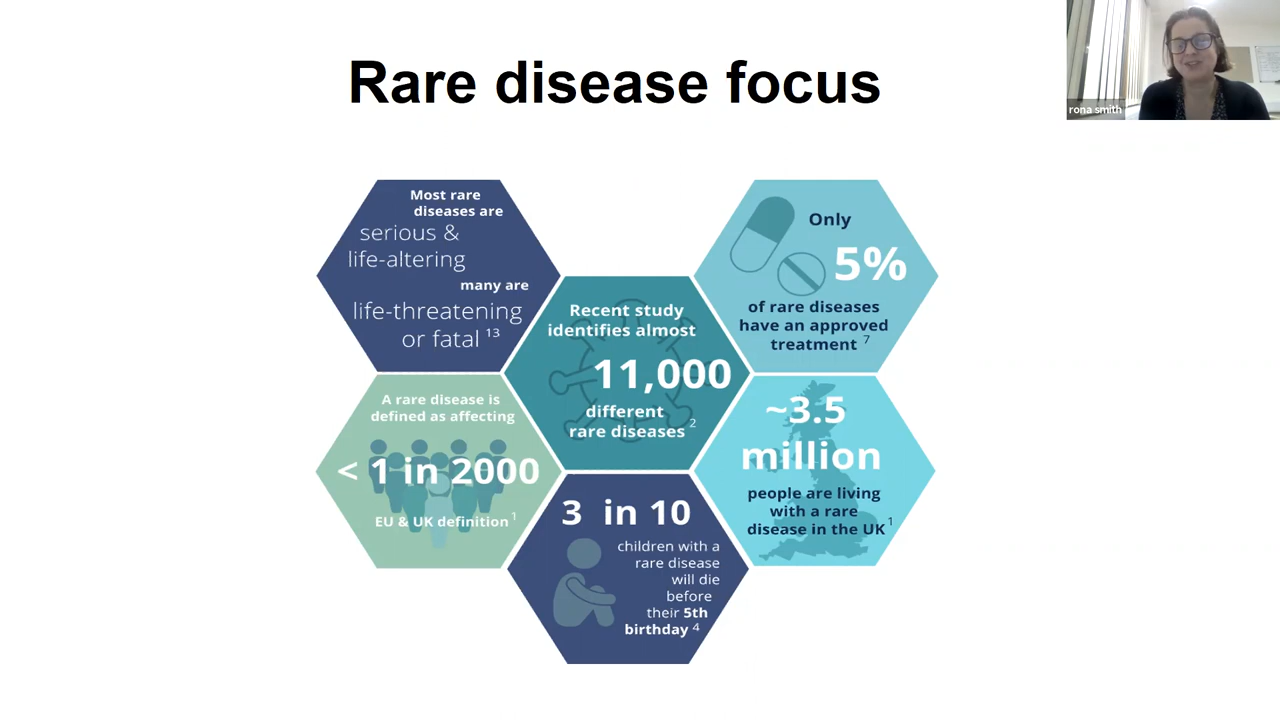 Rare disease focus
rona smith
Most rare
diseases are
serious &
life-altering
many are
life-threatening
or fatal 13
Only
5%
of rare diseases
have an approved
treatment 7
Recent study
identifies almost
11,000
different
rare diseases 2
A rare disease is
defined as affecting
< 1 in 2000
EU & UK definition 1
~3.5
million
people are living
with a rare
disease in the UK 1
3 in 10
children with a
rare disease
will die
before
their 5th
birthday 4